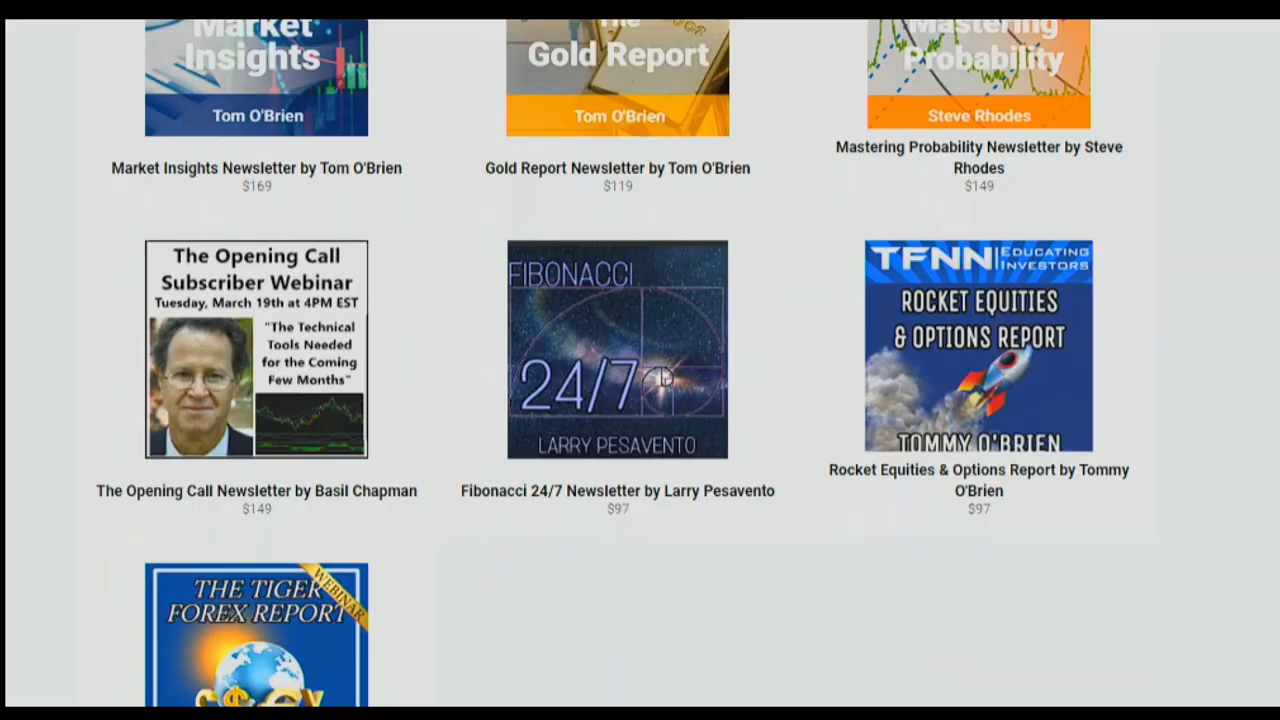 Market
Insights
Tom O'Brien
Market Insights Newsletter by Tom O'Brien
$169
The
Gold Report
Tom O'Brien
Gold Report Newsletter by Tom O'Brien
$119
Mastering
Probability
Steve Rhodes
Mastering Probability Newsletter by Steve
Rhodes
$149
The Opening Call
Subscriber Webinar
Tuesday, March 19th at 4PM EST
"The Technical
Tools Needed
for the Coming
Few Months"
The Opening Call Newsletter by Basil Chapman
$149
FIBONACCI
24/7
LARRY PESAVENTO
Fibonacci 24/7 Newsletter by Larry Pesavento
$97
TFNN EDUCATING
INVESTORS
ROCKET EQUITIES
& OPTIONS REPORT
TOMMY O'BRIEN
Rocket Equities & Options Report by Tommy
O'Brien
$97
THE TIGER
FOREX REPORT
WEBINAR